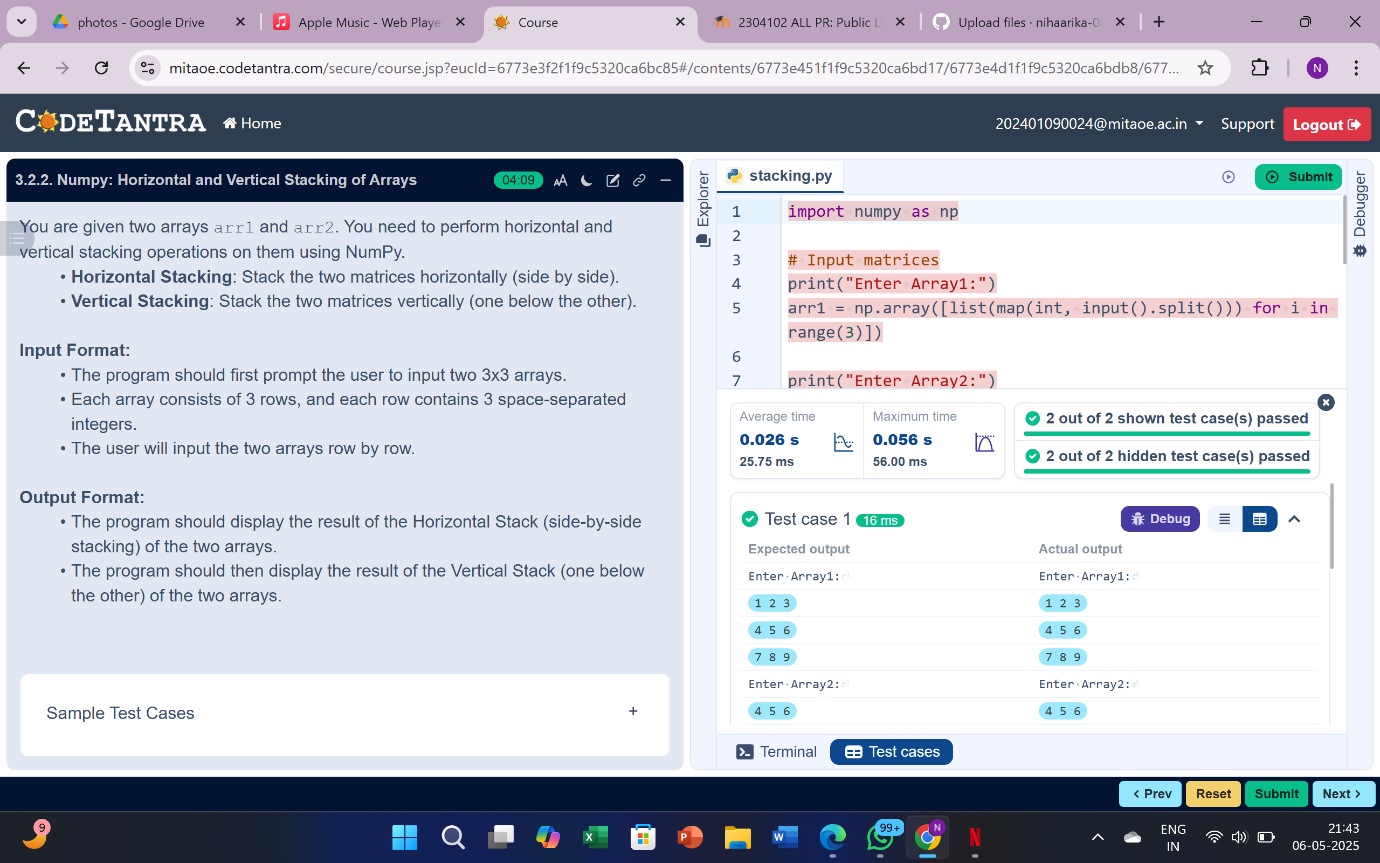 photos - Google Drive
Apple Music - Web Playe
Course
2304102 ALL PR: Public L
Upload files · nihaarika-0
mitaoe.codetantra.com/secure/course.jsp?eucId=6773e3f2f1f9c5320ca6bc85#/contents/6773e451f1f9c5320ca6bd17/6773e4d1f1f9c5320ca6bdb8/677...
N
CODETANTRA
Home
202401090024@mitaoe.ac.in
Support
Logout
3.2.2. Numpy: Horizontal and Vertical Stacking of Arrays
04:09
AA
You are given two arrays arr1 and arr2. You need to perform horizontal and
vertical stacking operations on them using NumPy.
• Horizontal Stacking: Stack the two matrices horizontally (side by side).
• Vertical Stacking: Stack the two matrices vertically (one below the other).
Input Format:
• The program should first prompt the user to input two 3x3 arrays.
• Each array consists of 3 rows, and each row contains 3 space-separated
integers.
• The user will input the two arrays row by row.
Output Format:
• The program should display the result of the Horizontal Stack (side-by-side
stacking) of the two arrays.
• The program should then display the result of the Vertical Stack (one below
the other) of the two arrays.
Sample Test Cases
+
Explorer
stacking.py
Submit
Debugger
1 import numpy as np
2
3 # Input matrices
4 print("Enter Array1:")
5 arr1 = np.array([list(map(int, input().split())) for i in
range(3)])
6
7 print("Enter Array2:")
Average time
0.026 s
25.75 ms
Maximum time
0.056 s
56.00 ms
2 out of 2 shown test case(s) passed
2 out of 2 hidden test case(s) passed
Test case 1 16 ms
Debug
Expected output Actual output
Enter·Array1: Enter·Array1:
1 2 3 1 2 3
4 5 6 4 5 6
7 8 9 7 8 9
Enter·Array2: Enter·Array2:
4 5 6 4 5 6
Terminal
Test cases
< Prev
Reset
Submit
Next >
9
99+
N
ENG
IN
21:43
06-05-2025